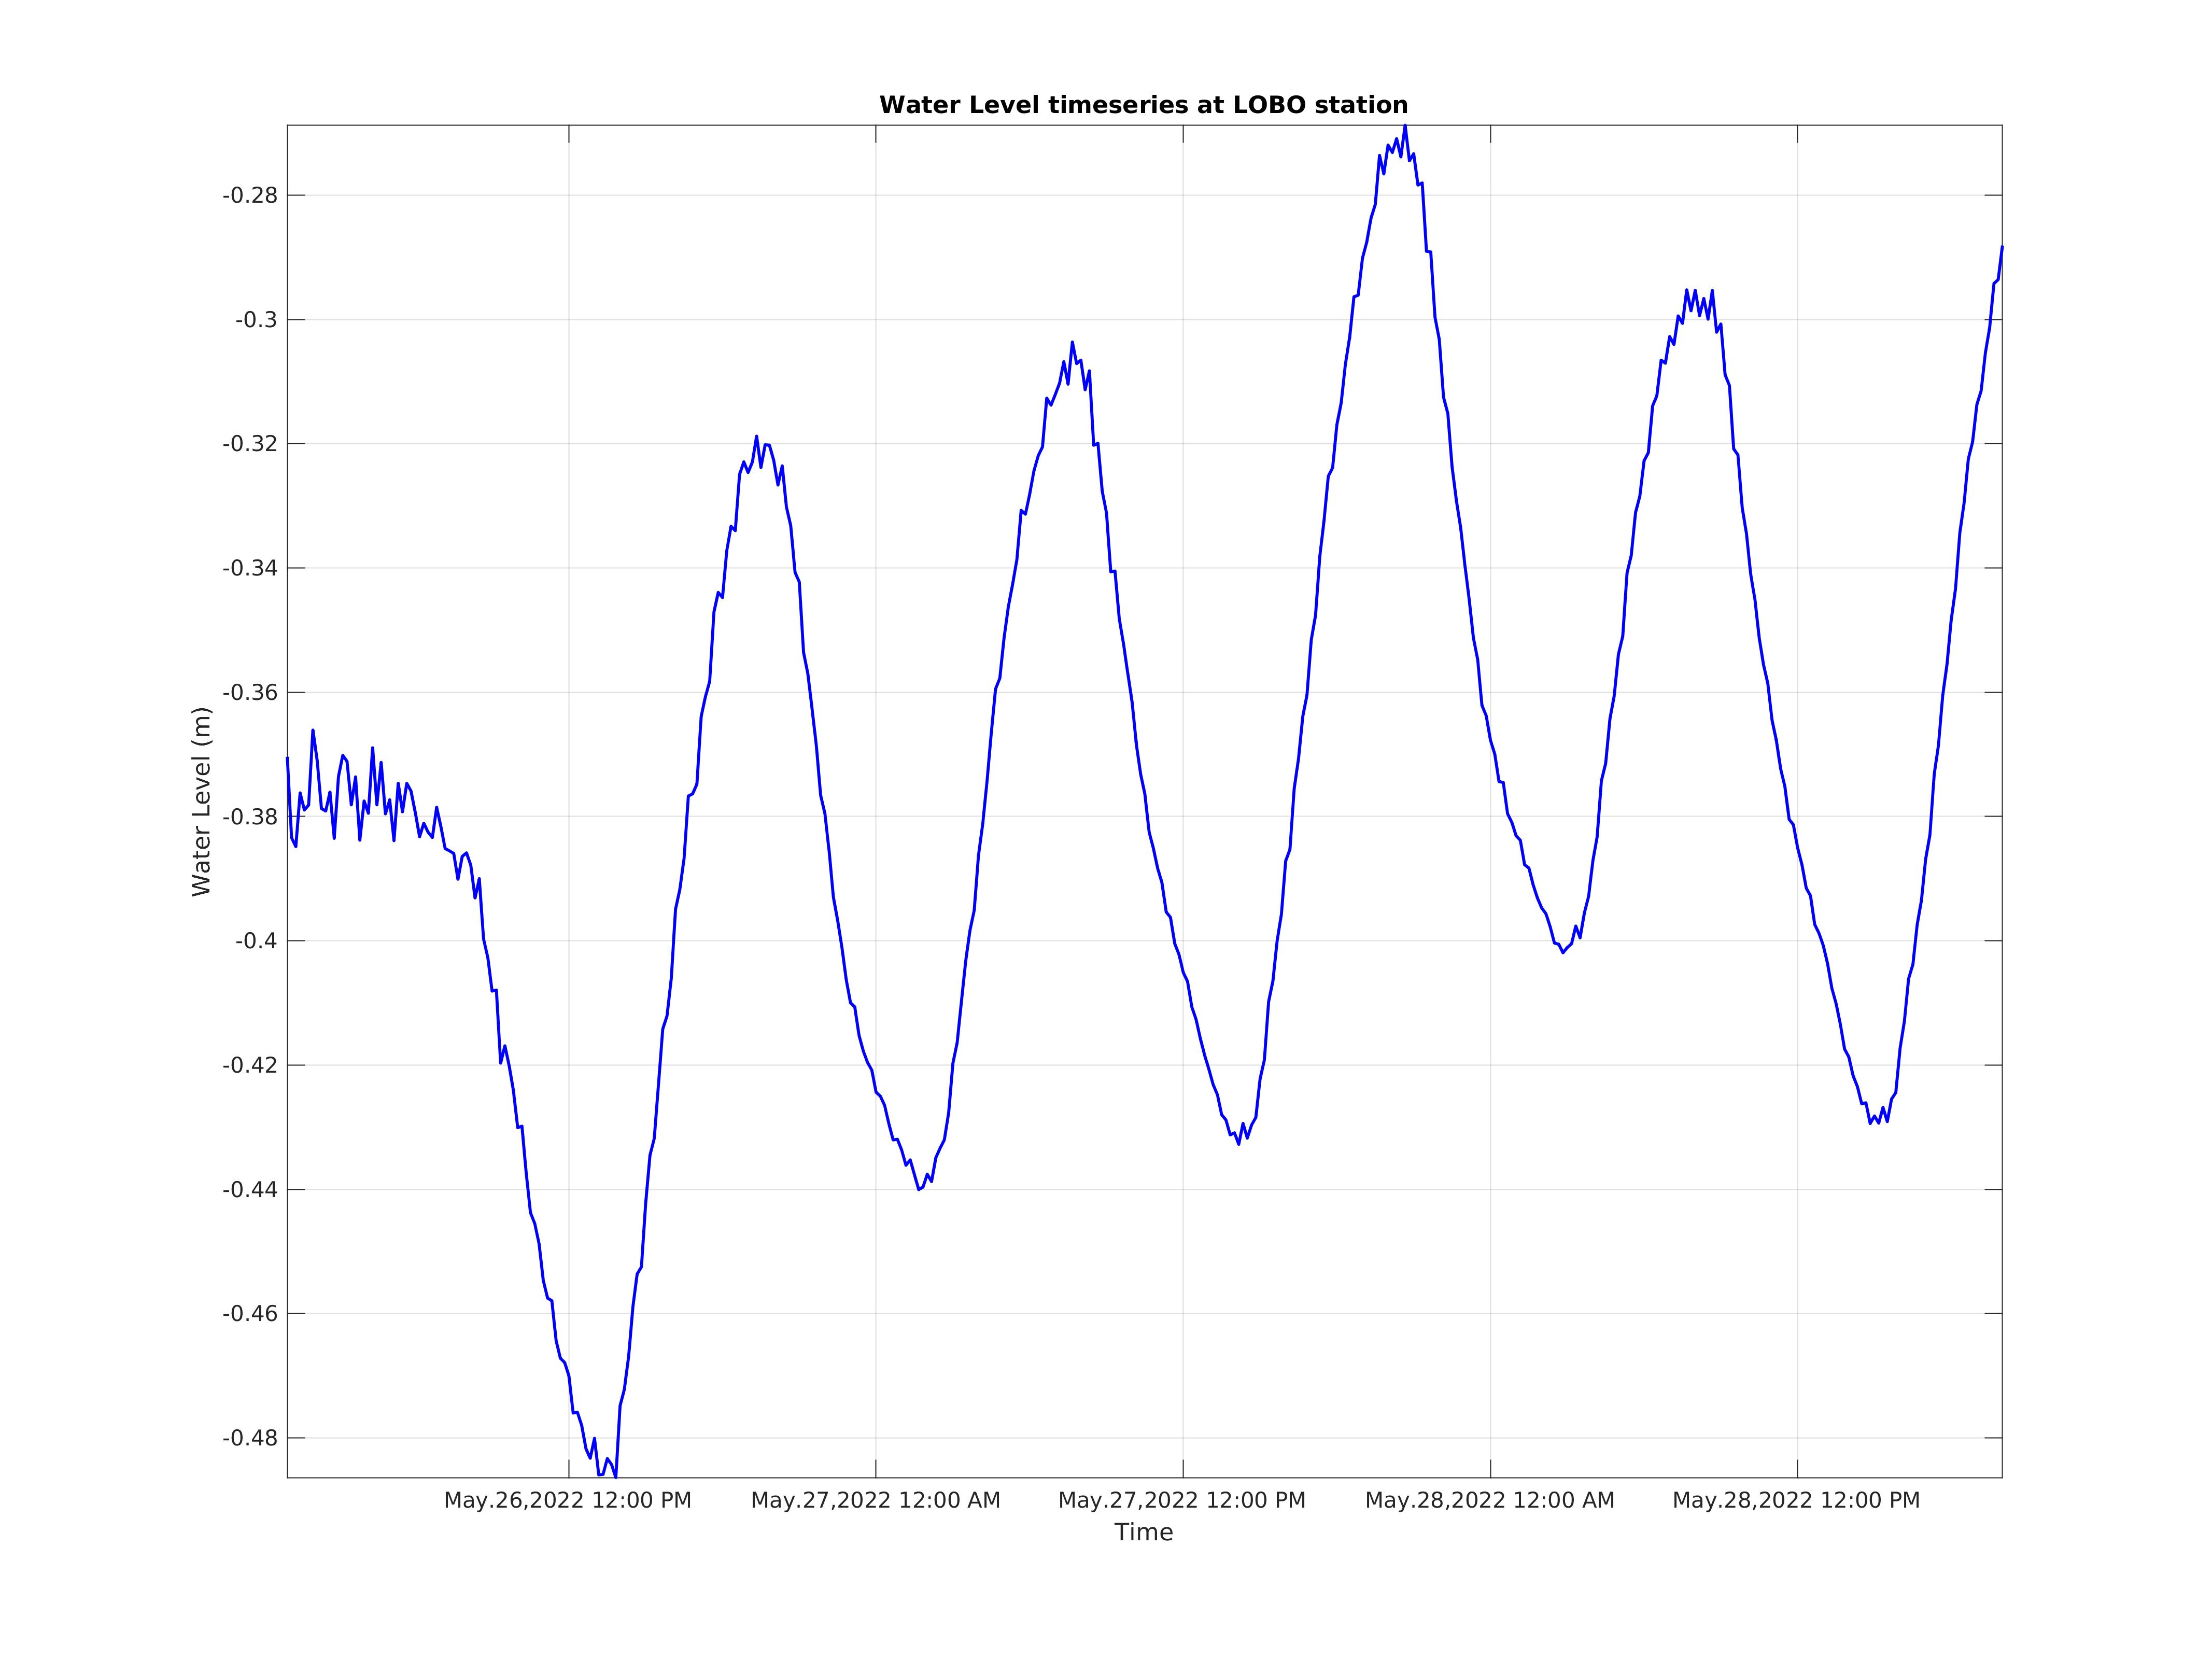 Water Level timeseries at LOBO station
-0.28
-0.3
-0.32
-0.34
-0.36
-0.38
-0.4
-0.42
-0.44
-0.46
-0.48
Water Level (m)
May.26,2022 12:00 PM May.27,2022 12:00 AM May.27,2022 12:00 PM May.28,2022 12:00 AM May.28,2022 12:00 PM
Time